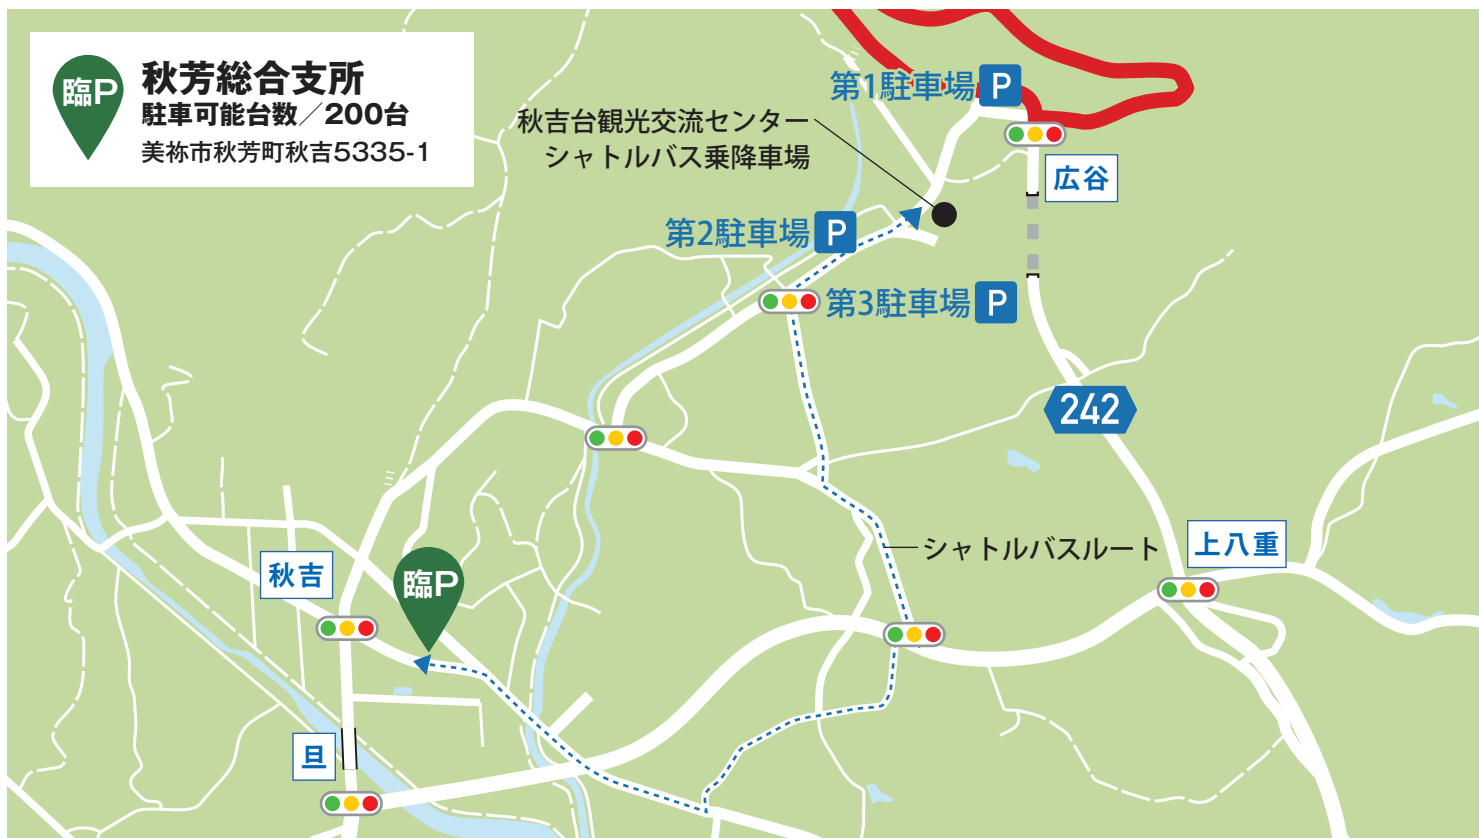 臨P
秋芳総合支所
駐車可能台数／200台
美祢市秋芳町秋吉5335-1
第1駐車場 P
秋吉台観光交流センター
シャトルバス乗降車場
広谷
第2駐車場 P
第3駐車場 P
242
シャトルバスルート
上八重
秋吉
臨P
旦